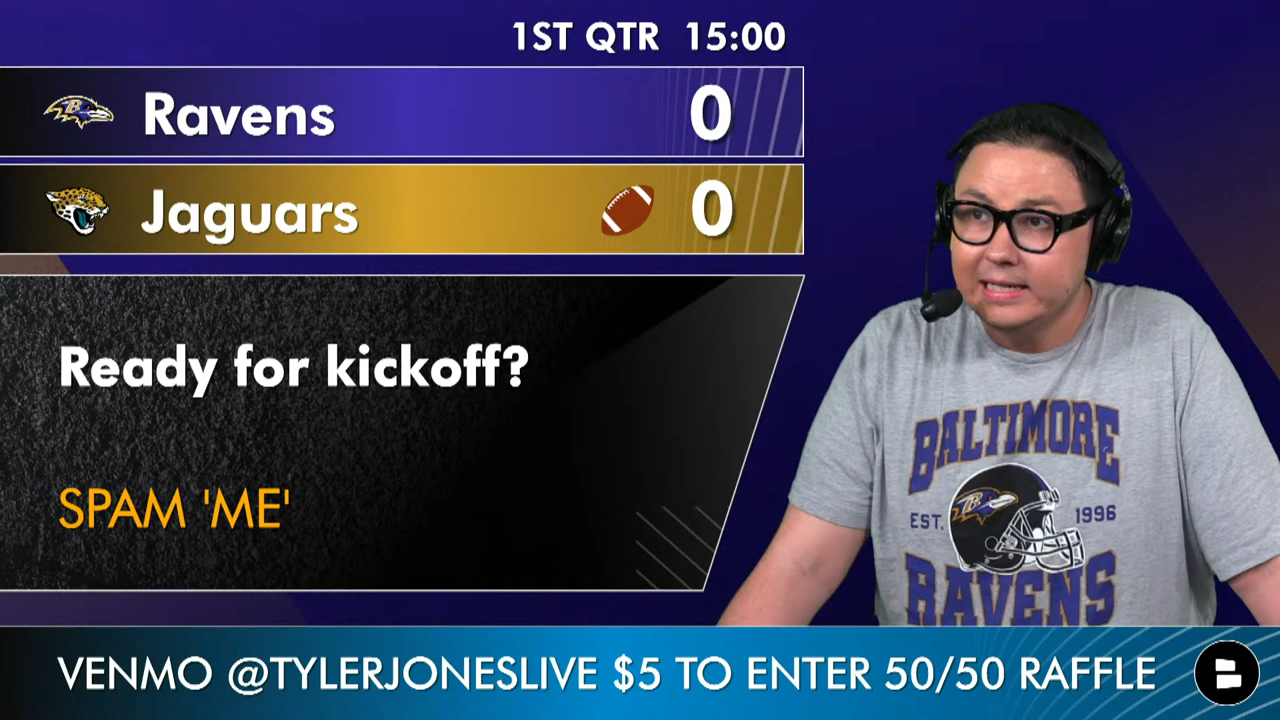 1ST QTR 15:00
Ravens 0
Jaguars 0
Ready for kickoff?
SPAM 'ME'
BALTIMORE
EST. 1996
RAVENS
VENMO @TYLERJONESLIVE $5 TO ENTER 50/50 RAFFLE